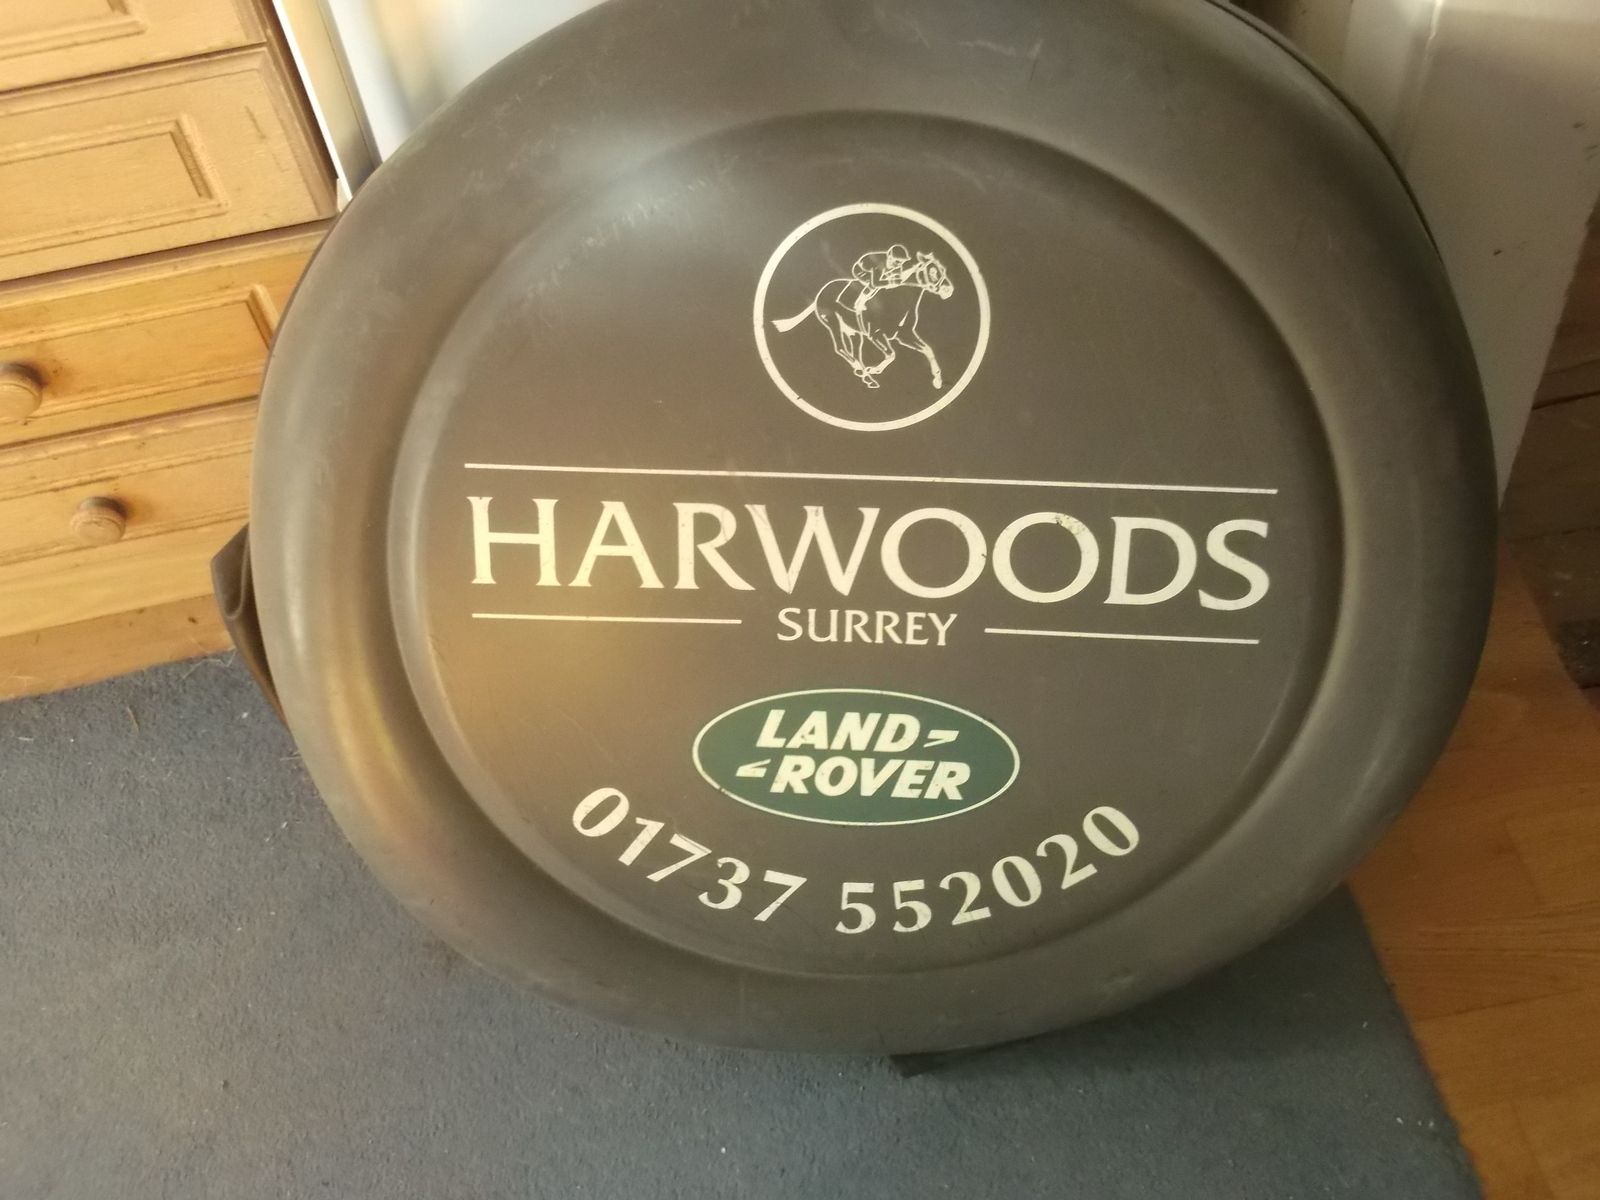 HARWOODS
SURREY
LAND
ROVER
01737 552020